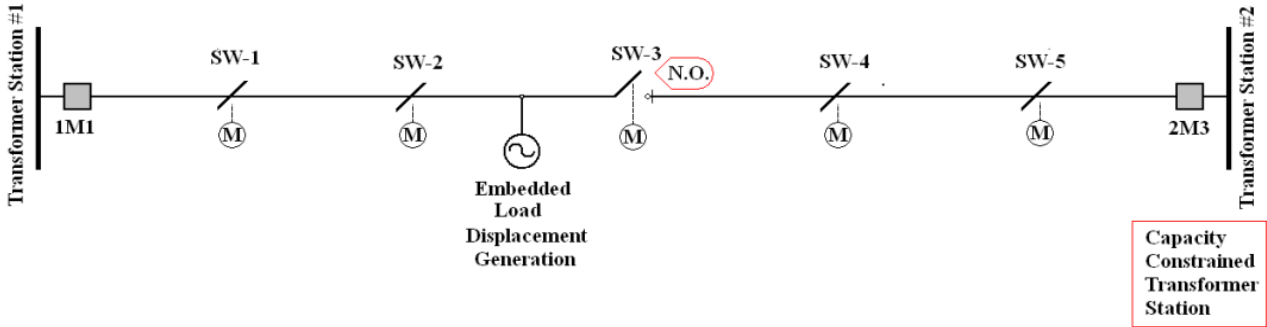 Transformer Station #1
SW-1
SW-2
SW-3
N.O.
SW-4
SW-5
Transformer Station #2
1M1
M
M
M
M
M
2M3
Embedded
Load
Displacement
Generation
Capacity
Constrained
Transformer
Station